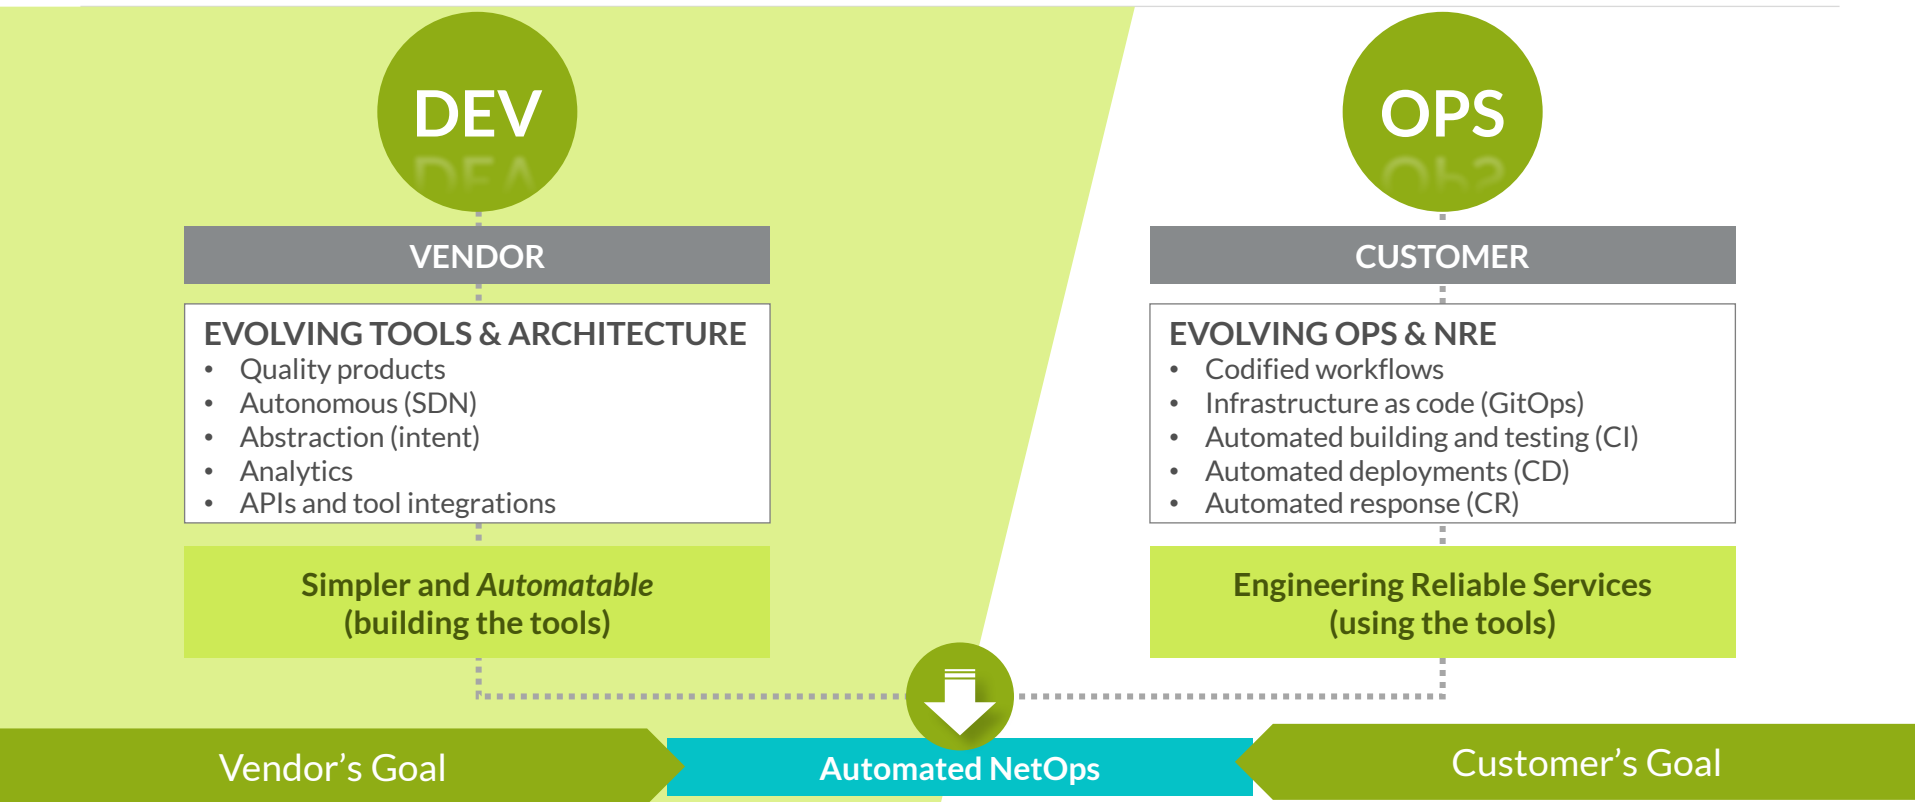 DEV
VENDOR
EVOLVING TOOLS & ARCHITECTURE
• Quality products
• Autonomous (SDN)
• Abstraction (intent)
• Analytics
• APIs and tool integrations
Simpler and Automatable
(building the tools)
OPS
CUSTOMER
EVOLVING OPS & NRE
• Codified workflows
• Infrastructure as code (GitOps)
• Automated building and testing (CI)
• Automated deployments (CD)
• Automated response (CR)
Engineering Reliable Services
(using the tools)
Vendor’s Goal
Automated NetOps
Customer’s Goal